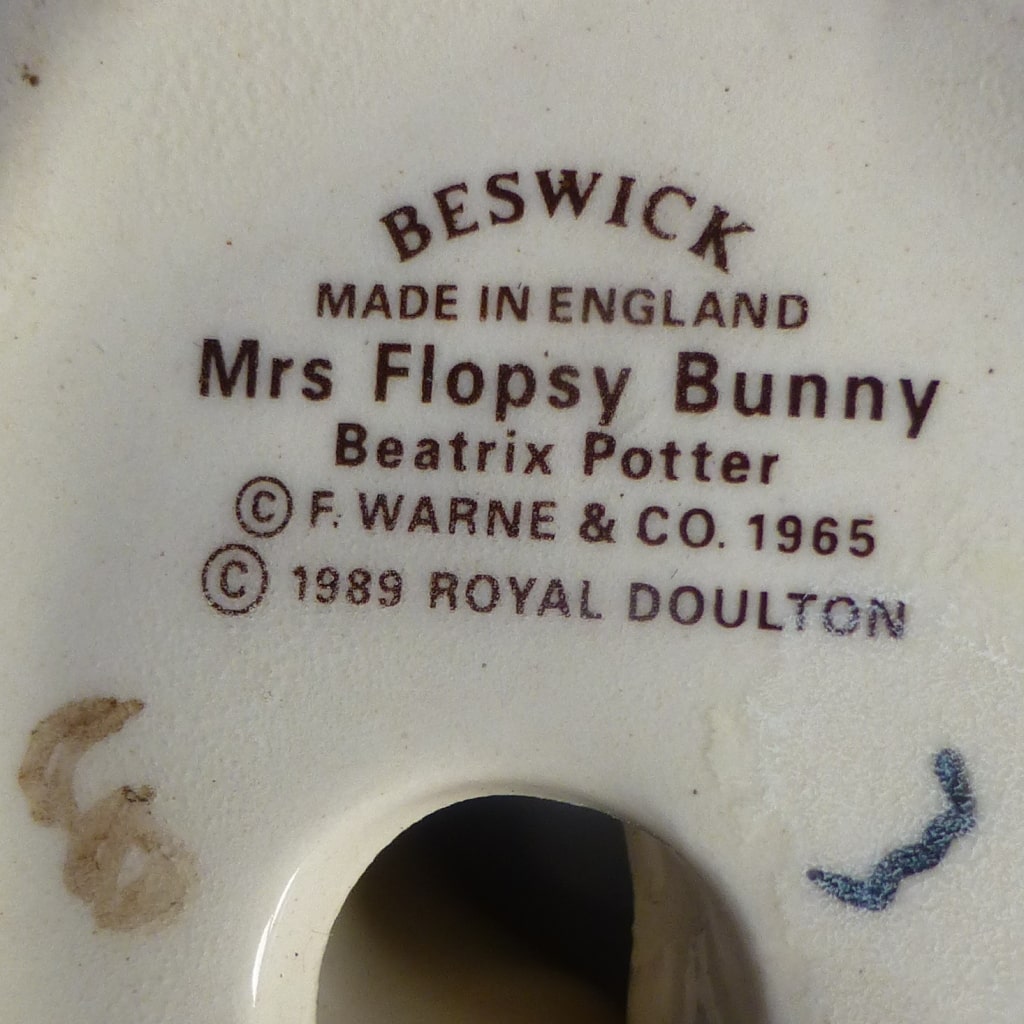 BESWICK
MADE IN ENGLAND
Mrs Flopsy Bunny
Beatrix Potter
© F. WARNE & CO. 1965
© 1989 ROYAL DOULTON